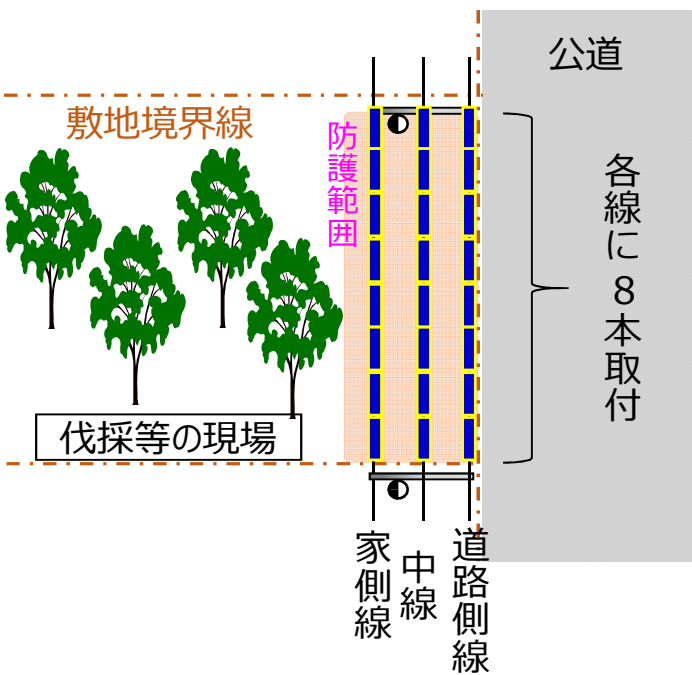 公道
敷地境界線
防護範囲
各線に８本取付
伐採等の現場
家側線
中線
道路側線